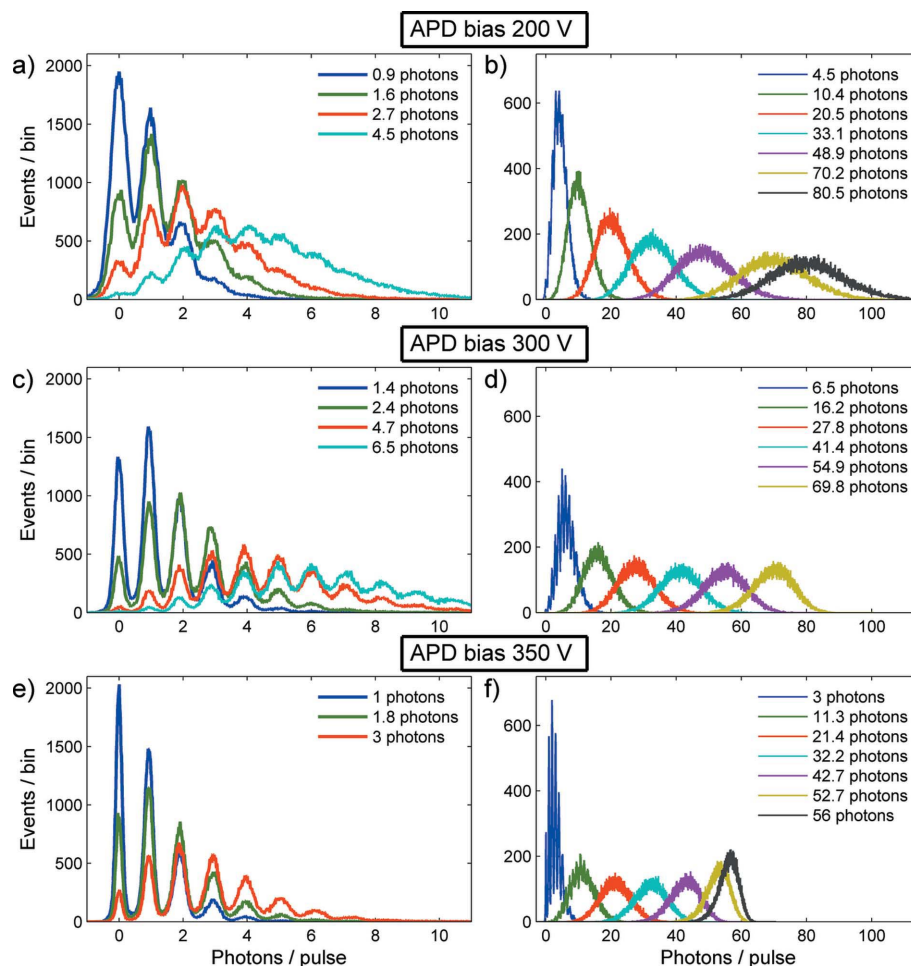 APD bias 200 V
a)
2000
1500
1000
500
0
Events / bin
0 2 4 6 8 10
0.9 photons
1.6 photons
2.7 photons
4.5 photons
b)
600
400
200
0
0 20 40 60 80 100
4.5 photons
10.4 photons
20.5 photons
33.1 photons
48.9 photons
70.2 photons
80.5 photons
APD bias 300 V
c)
2000
1500
1000
500
0
Events / bin
0 2 4 6 8 10
1.4 photons
2.4 photons
4.7 photons
6.5 photons
d)
600
400
200
0
0 20 40 60 80 100
6.5 photons
16.2 photons
27.8 photons
41.4 photons
54.9 photons
69.8 photons
APD bias 350 V
e)
2000
1500
1000
500
0
Events / bin
0 2 4 6 8 10
Photons / pulse
1 photons
1.8 photons
3 photons
f)
600
400
200
0
0 20 40 60 80 100
Photons / pulse
3 photons
11.3 photons
21.4 photons
32.2 photons
42.7 photons
52.7 photons
56 photons